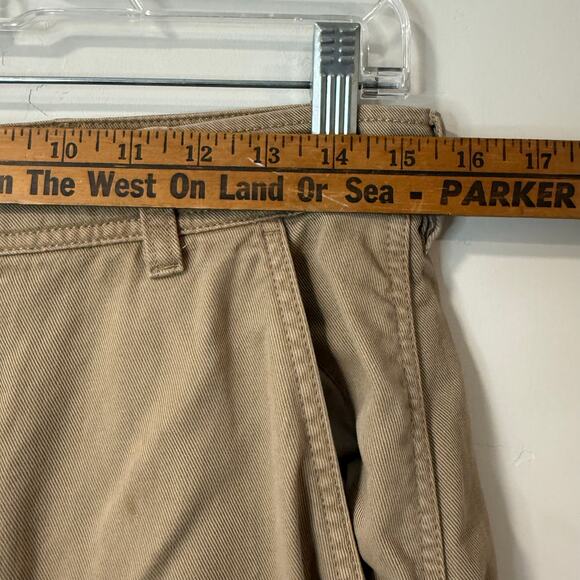 10 11 12 13 14 15 16 17
n The West On Land Or Sea - PARKER